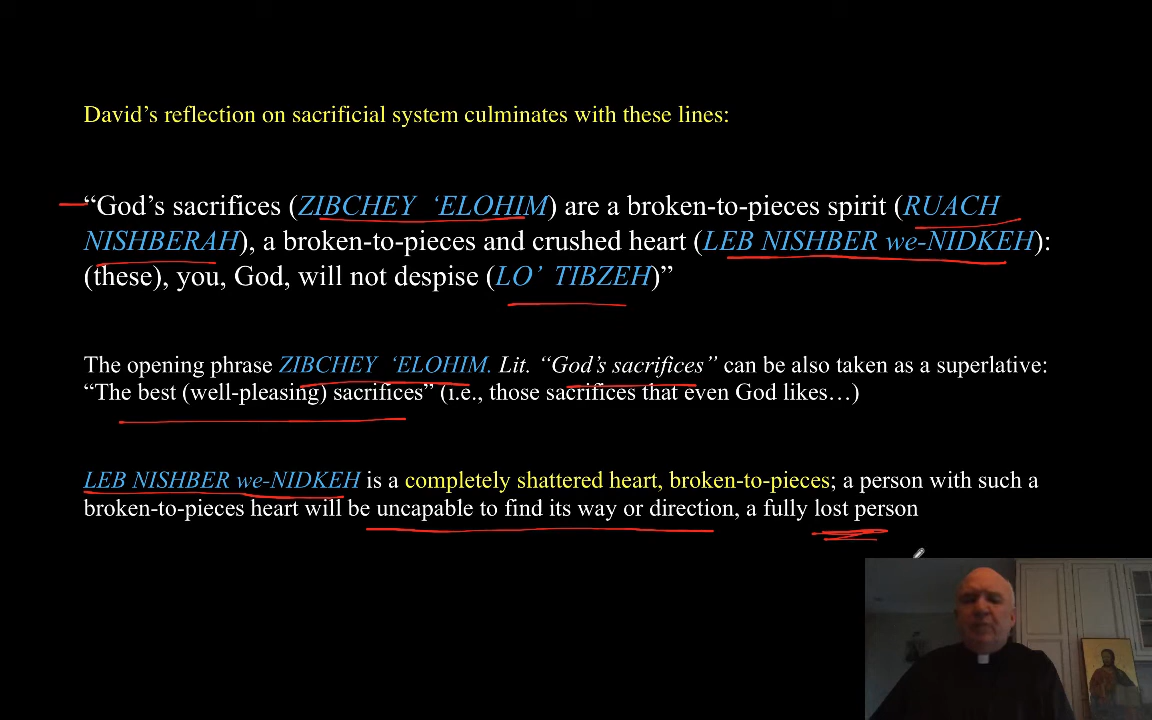 David’s reflection on sacrificial system culminates with these lines:
“God’s sacrifices (ZIBCHEY ‘ELOHIM) are a broken-to-pieces spirit (RUACH
NISHBERAH), a broken-to-pieces and crushed heart (LEB NISHBER we-NIDKEH):
(these), you, God, will not despise (LO’ TIBZEH)”
The opening phrase ZIBCHEY ‘ELOHIM. Lit. “God’s sacrifices” can be also taken as a superlative:
“The best (well-pleasing) sacrifices” (i.e., those sacrifices that even God likes…)
LEB NISHBER we-NIDKEH is a completely shattered heart, broken-to-pieces; a person with such a
broken-to-pieces heart will be uncapable to find its way or direction, a fully lost person